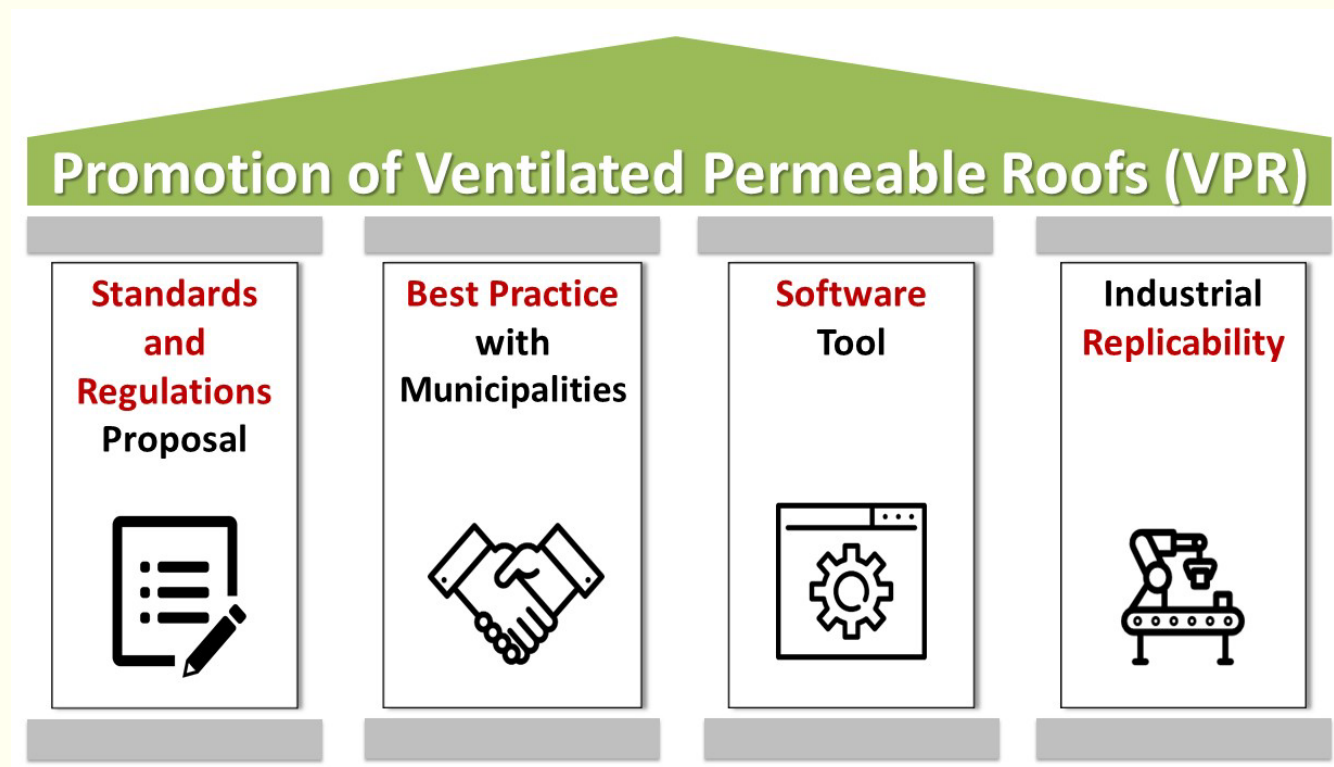 Promotion of Ventilated Permeable Roofs (VPR)
Standards
and
Regulations
Proposal
Best Practice
with
Municipalities
Software
Tool
Industrial
Replicability